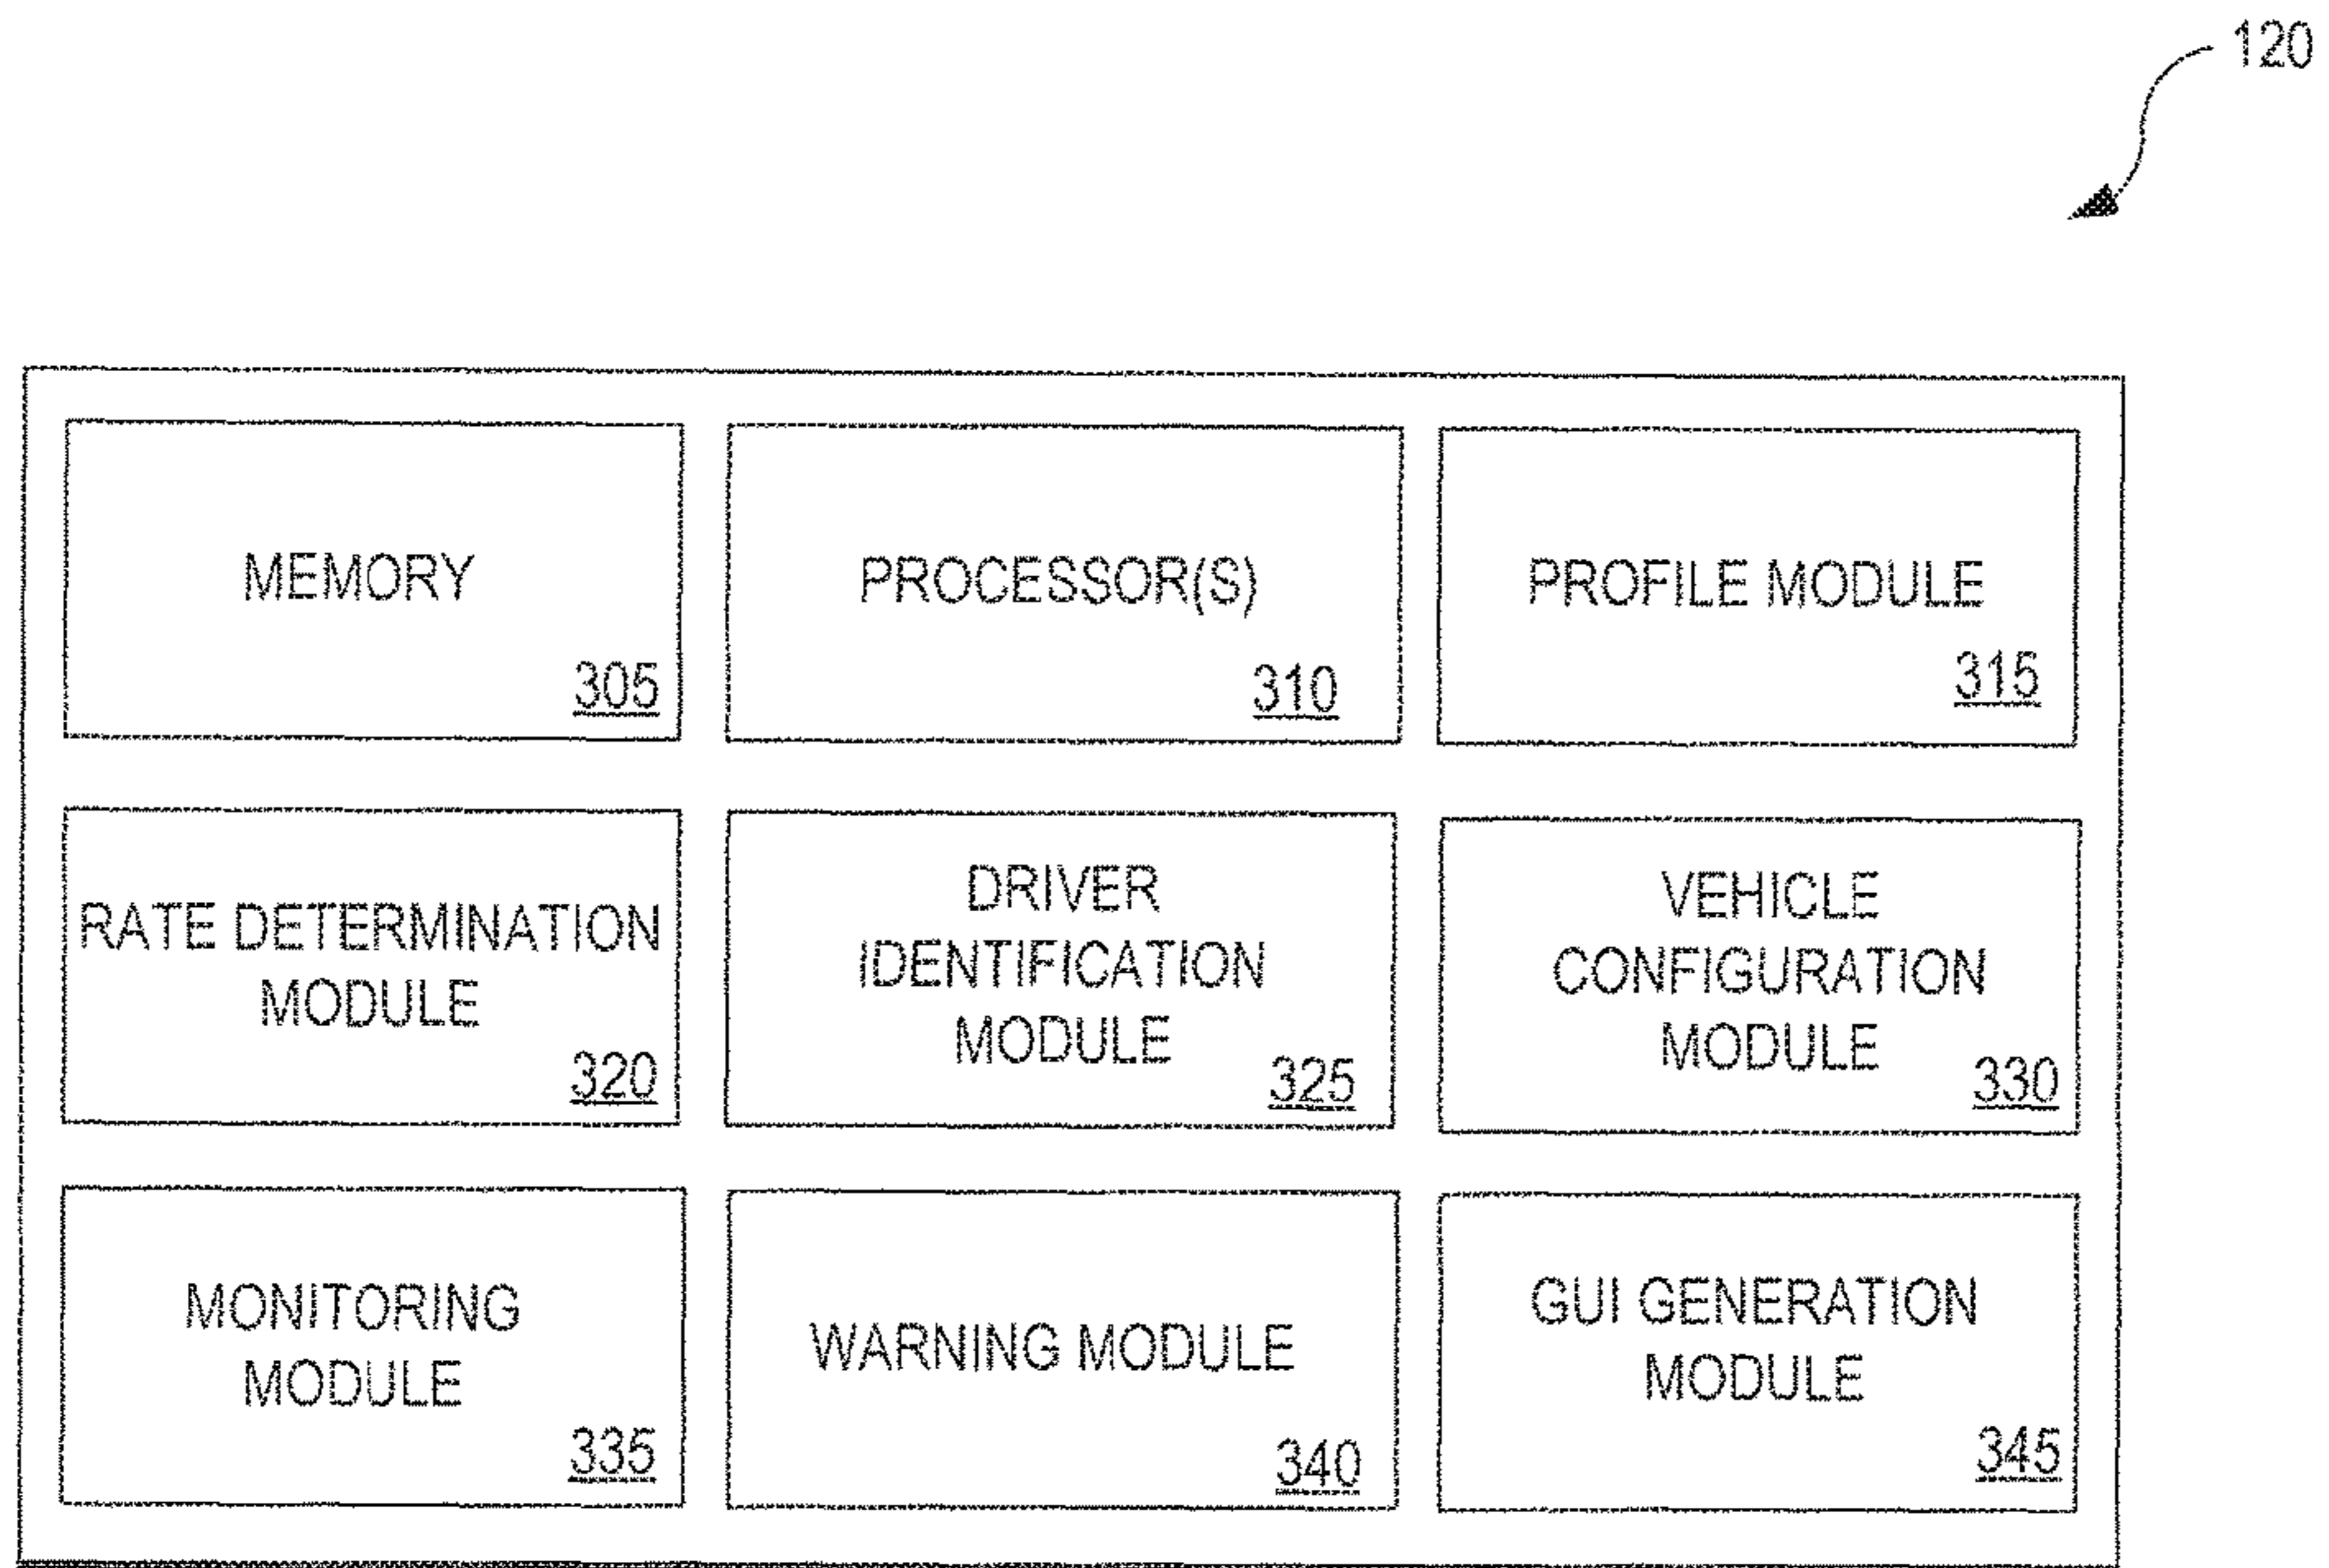 120
MEMORY
305
PROCESSOR(S)
310
PROFILE MODULE
315
RATE DETERMINATION
MODULE
320
DRIVER
IDENTIFICATION
MODULE
325
VEHICLE
CONFIGURATION
MODULE
330
MONITORING
MODULE
335
WARNING MODULE
340
GUI GENERATION
MODULE
345